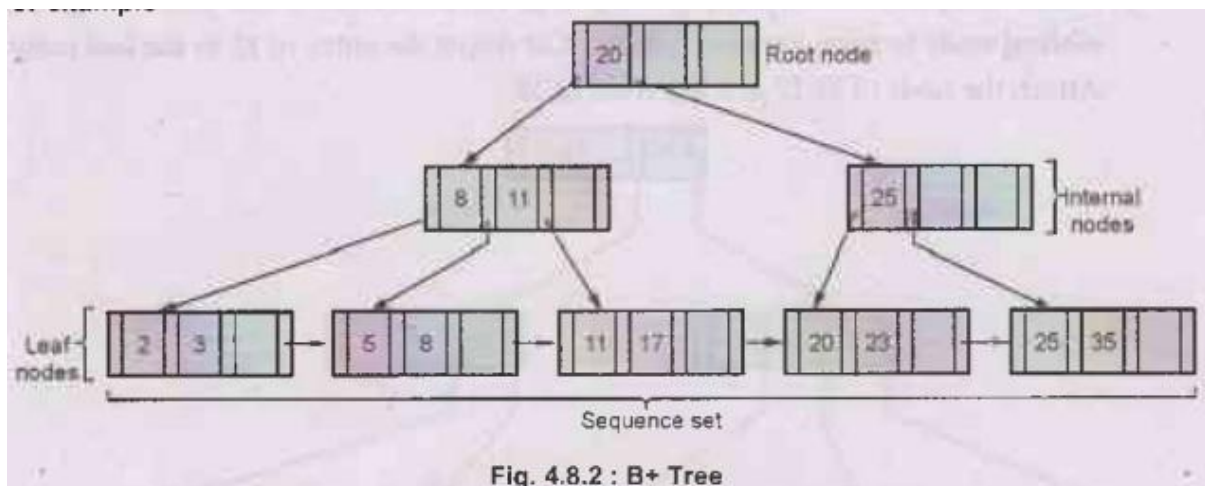 example
20 Root node
8 11 25 Internal
nodes
Leaf 2 3 5 8 11 17 20 23 25 35
nodes
Sequence set
Fig. 4.8.2 : B+ Tree